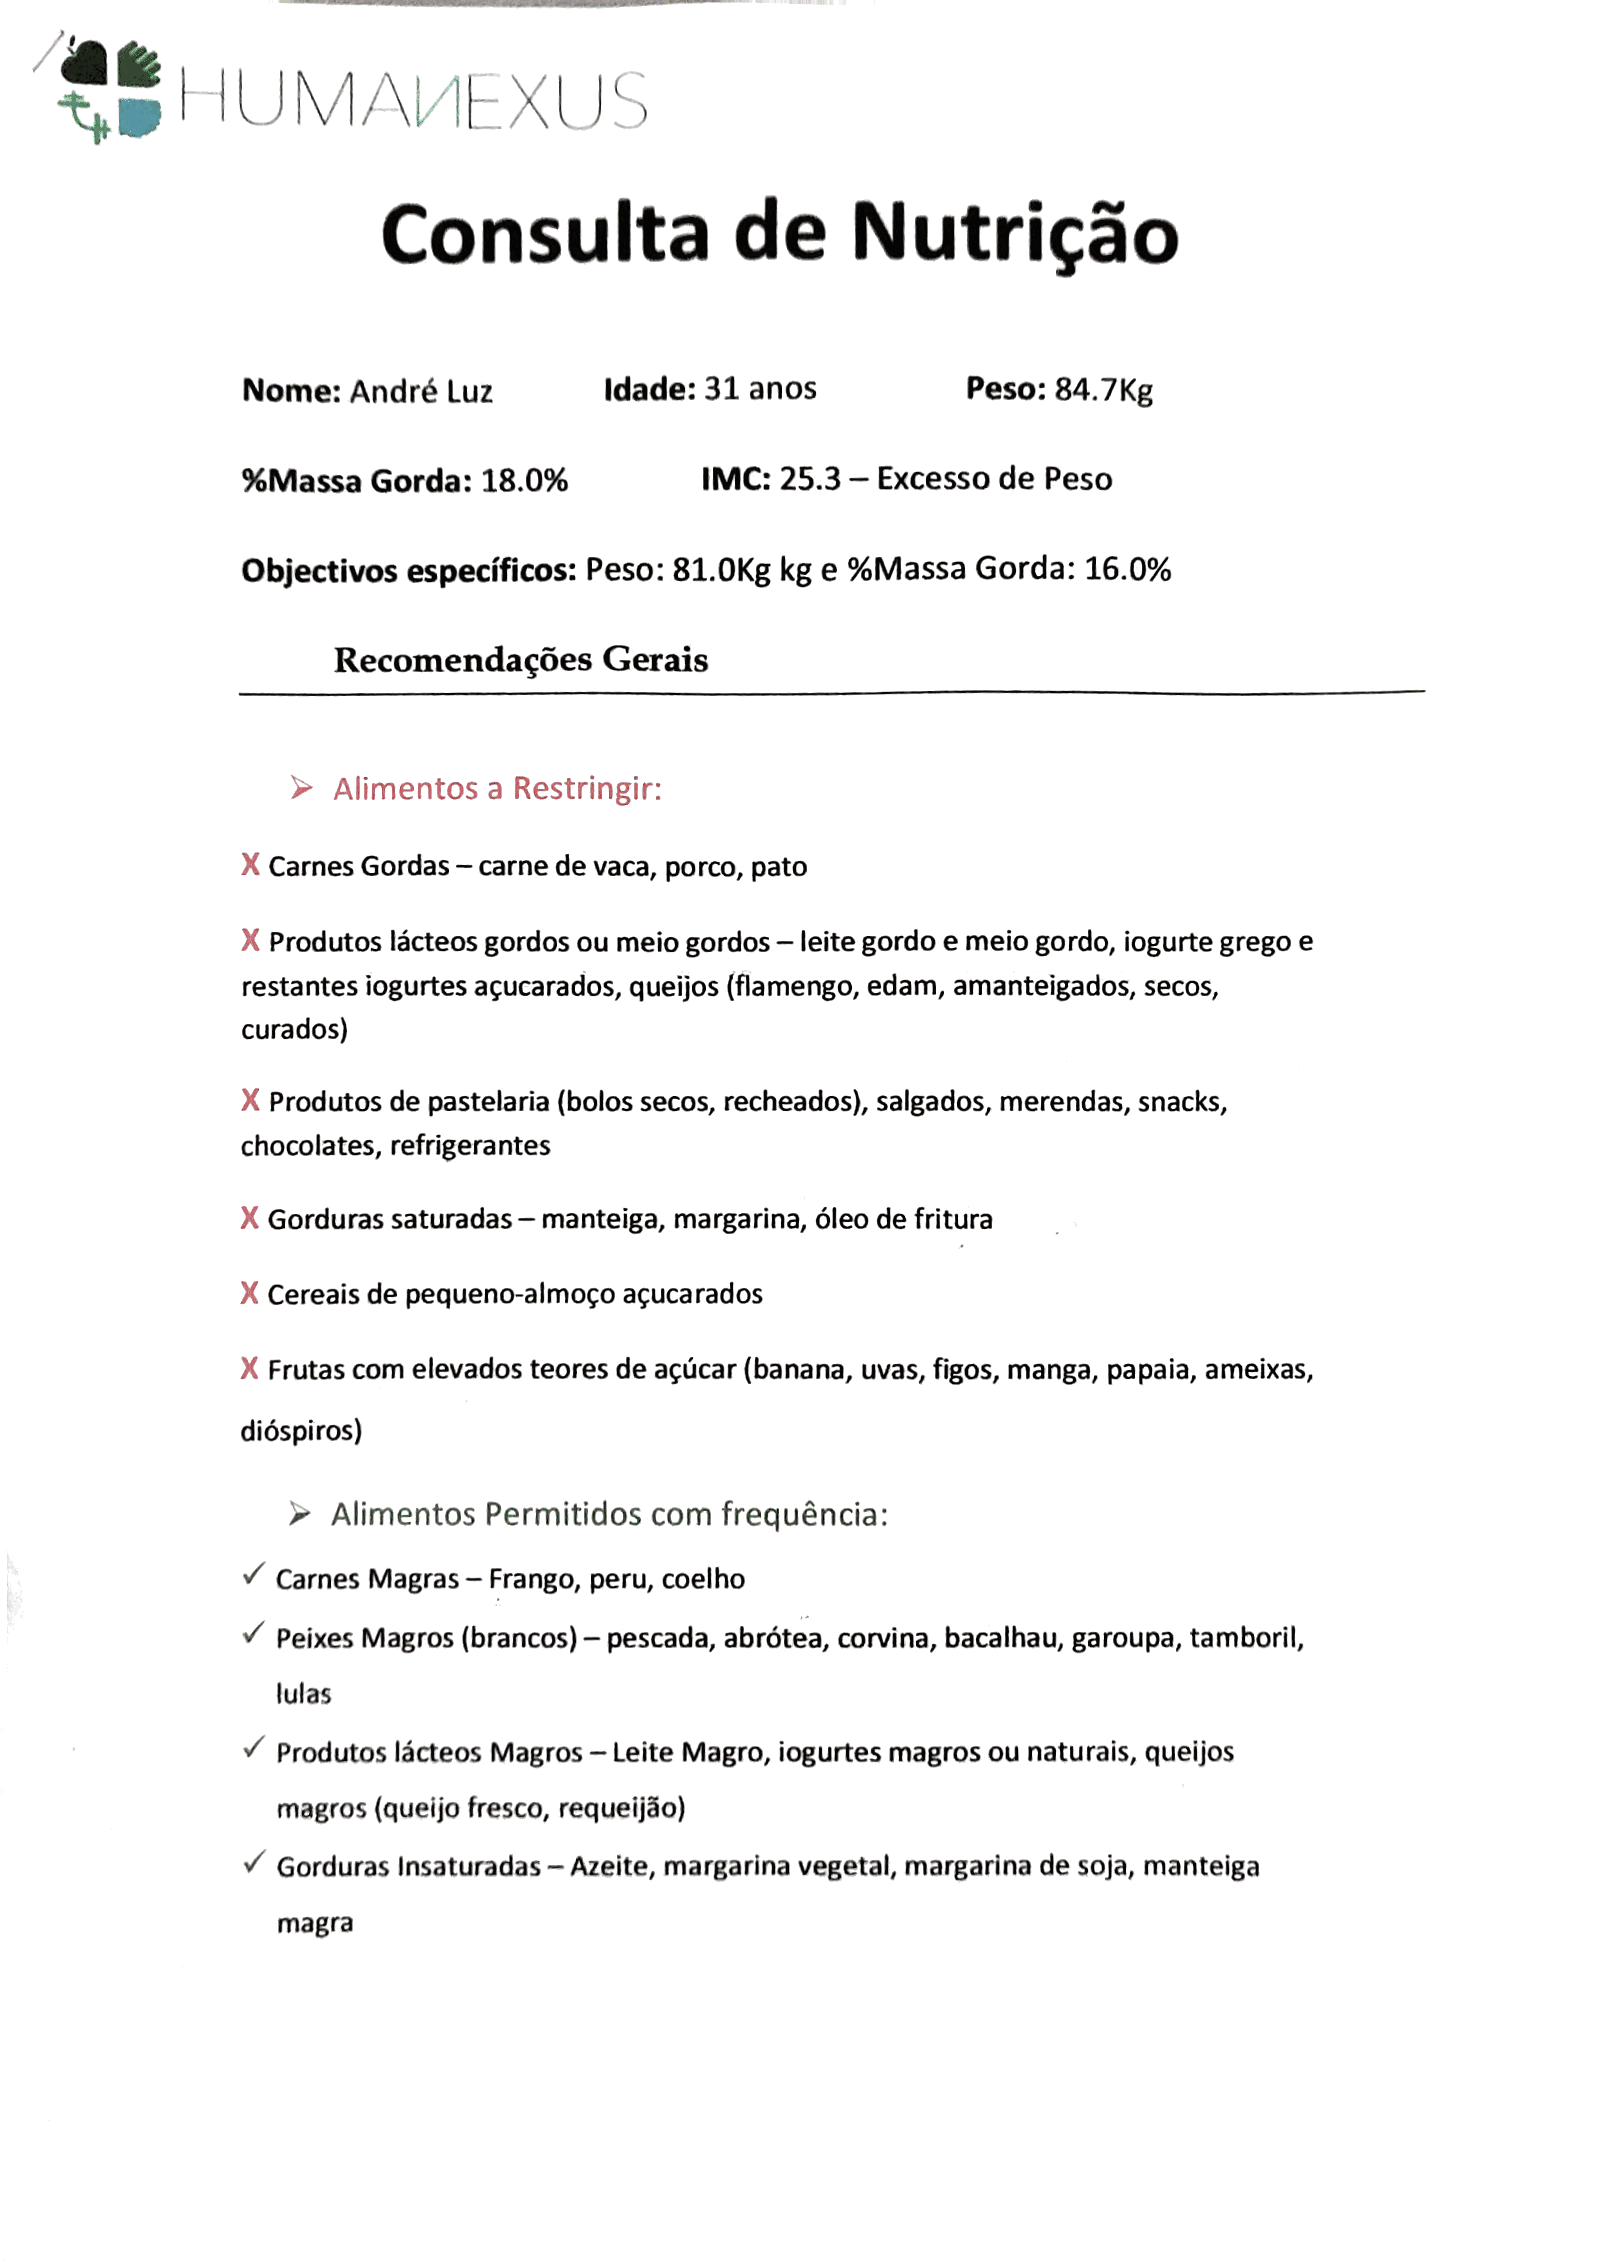 HUMANEXUS
Consulta de Nutrição
Nome: André Luz Idade: 31 anos Peso: 84.7Kg
%Massa Gorda: 18.0% IMC: 25.3 – Excesso de Peso
Objectivos específicos: Peso: 81.0Kg kg e %Massa Gorda: 16.0%
Recomendações Gerais
➢ Alimentos a Restringir:
X Carnes Gordas – carne de vaca, porco, pato
X Produtos lácteos gordos ou meio gordos – leite gordo e meio gordo, iogurte grego e
restantes iogurtes açucarados, queijos (flamengo, edam, amanteigados, secos,
curados)
X Produtos de pastelaria (bolos secos, recheados), salgados, merendas, snacks,
chocolates, refrigerantes
X Gorduras saturadas – manteiga, margarina, óleo de fritura
X Cereais de pequeno-almoço açucarados
X Frutas com elevados teores de açúcar (banana, uvas, figos, manga, papaia, ameixas,
dióspiros)
➢ Alimentos Permitidos com frequência:
✓ Carnes Magras – Frango, peru, coelho
✓ Peixes Magros (brancos) – pescada, abrótea, corvina, bacalhau, garoupa, tamboril,
lulas
✓ Produtos lácteos Magros – Leite Magro, iogurtes magros ou naturais, queijos
magros (queijo fresco, requeijão)
✓ Gorduras Insaturadas – Azeite, margarina vegetal, margarina de soja, manteiga
magra